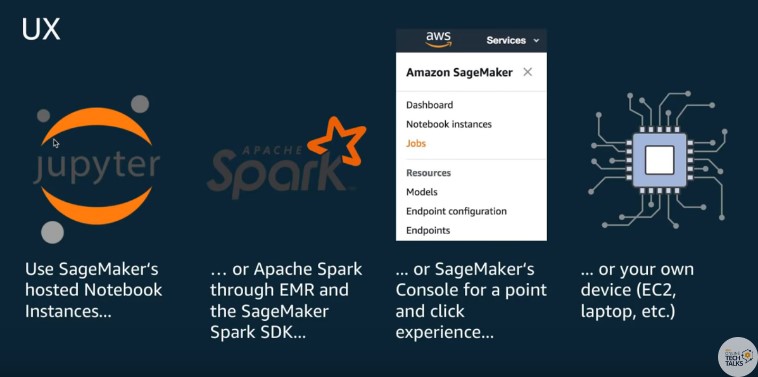 UX
jupyter
APACHE
Spark
aws
Services
Amazon SageMaker
Dashboard
Notebook instances
Jobs
Resources
Models
Endpoint configuration
Endpoints
Use SageMaker's
hosted Notebook
Instances...
... or Apache Spark
through EMR and
the SageMaker
Spark SDK...
... or SageMaker's
Console for a point
and click
experience...
... or your own
device (EC2,
laptop, etc.)
TECH
TALKS